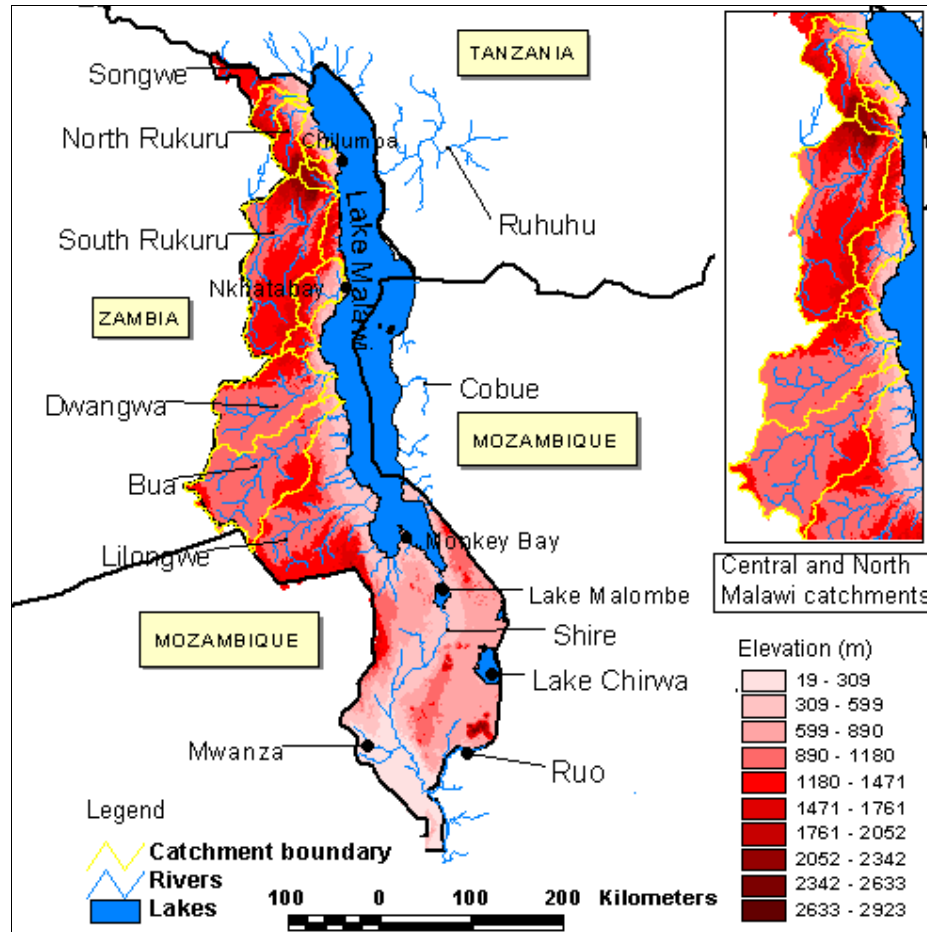 TANZANIA
Songwe
North Rukuru
Chilumba
Ruhuhu
South Rukuru
Lake Malawi
Nkhatabay
ZAMBIA
Cobue
Dwangwa
MOZAMBIQUE
Bua
Lilongwe
Monkey Bay
Central and North
Malawi catchments
Lake Malombe
MOZAMBIQUE
Shire
Lake Chirwa
Mwanza
Ruo
Elevation (m)
19 - 309
309 - 599
599 - 890
890 - 1180
1180 - 1471
1471 - 1761
1761 - 2052
2052 - 2342
2342 - 2633
2633 - 2923
Legend
Catchment boundary
Rivers
Lakes
100 0 100 200 Kilometers